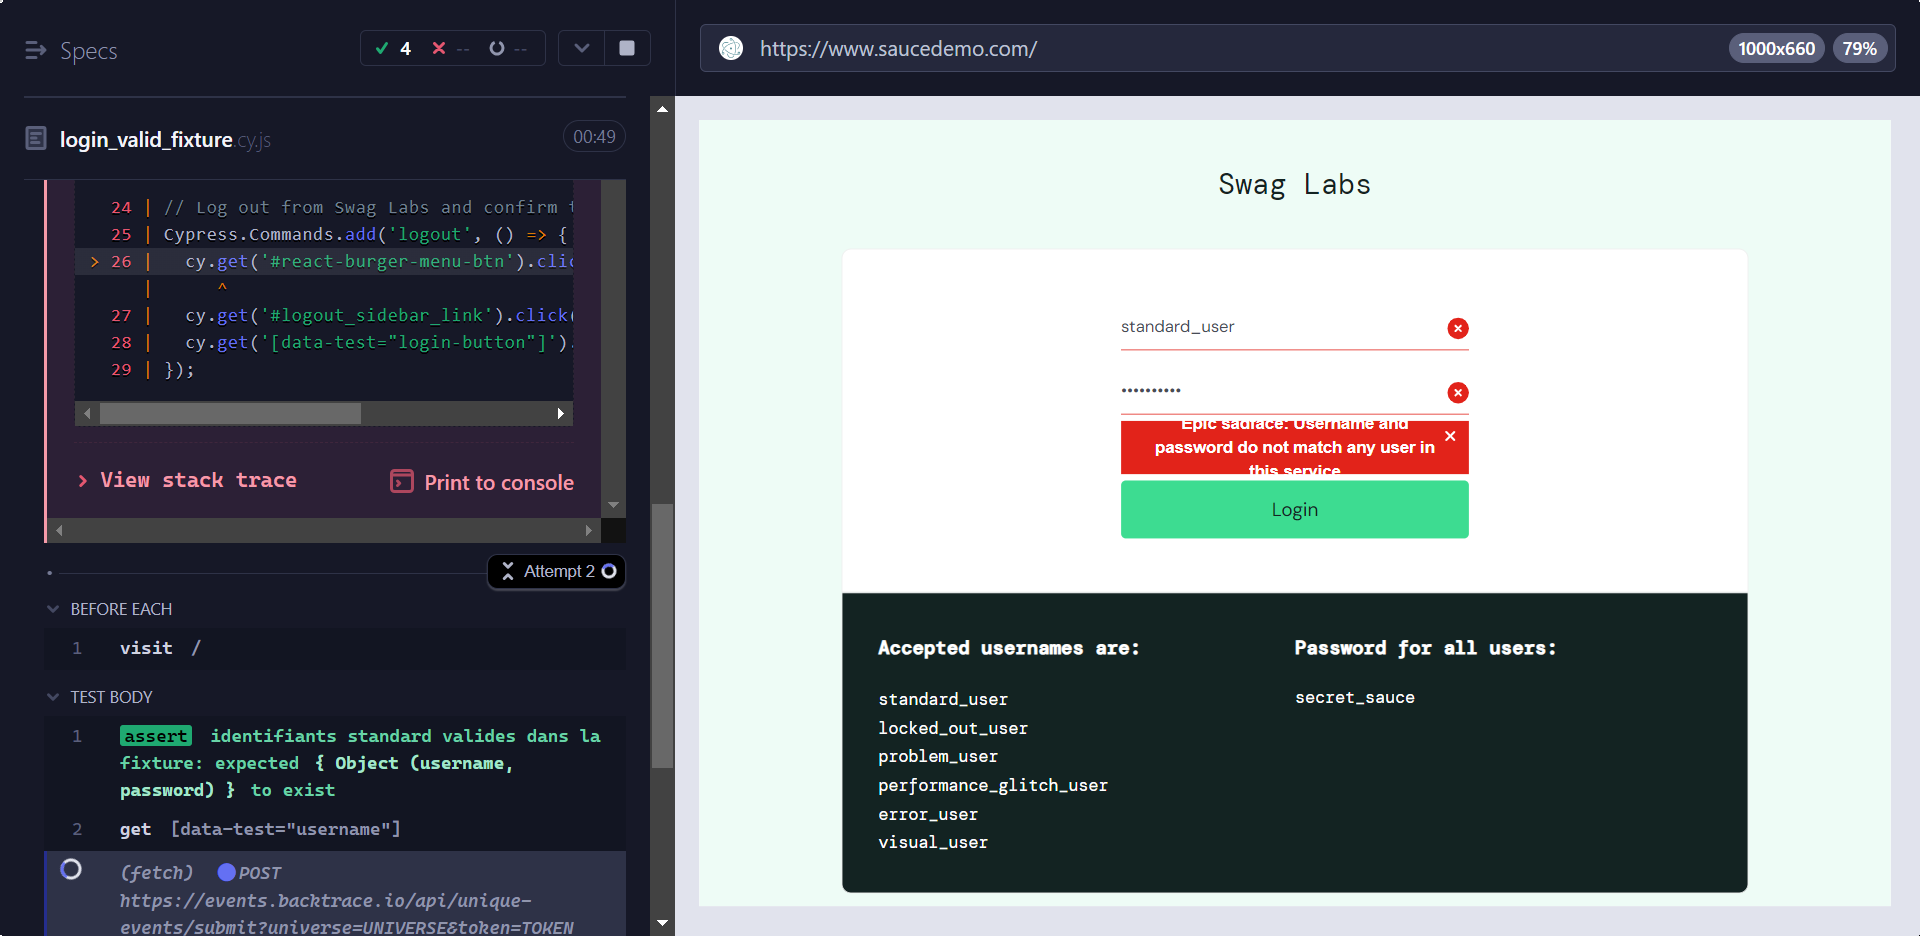 Specs
4 -- --
https://www.saucedemo.com/
1000x660
79%
login_valid_fixture.cy.js
00:49
24 | // Log out from Swag Labs and confirm
25 | Cypress.Commands.add('logout', () => {
> 26 | cy.get('#react-burger-menu-btn').clic
| ^
27 | cy.get('#logout_sidebar_link').click(
28 | cy.get('[data-test="login-button"]').
29 | });
View stack trace
Print to console
Attempt 2
BEFORE EACH
1 visit /
TEST BODY
1 assert identifiants standard valides dans la
fixture: expected { Object (username,
password) } to exist
2 get [data-test="username"]
(fetch) POST
https://events.backtrace.io/api/unique-
events/submit?universe=UNIVERSE&token=TOKEN
Swag Labs
standard_user
••••••••••
Epic sadface: Username and
password do not match any user in
this service
Login
Accepted usernames are:
standard_user
locked_out_user
problem_user
performance_glitch_user
error_user
visual_user
Password for all users:
secret_sauce